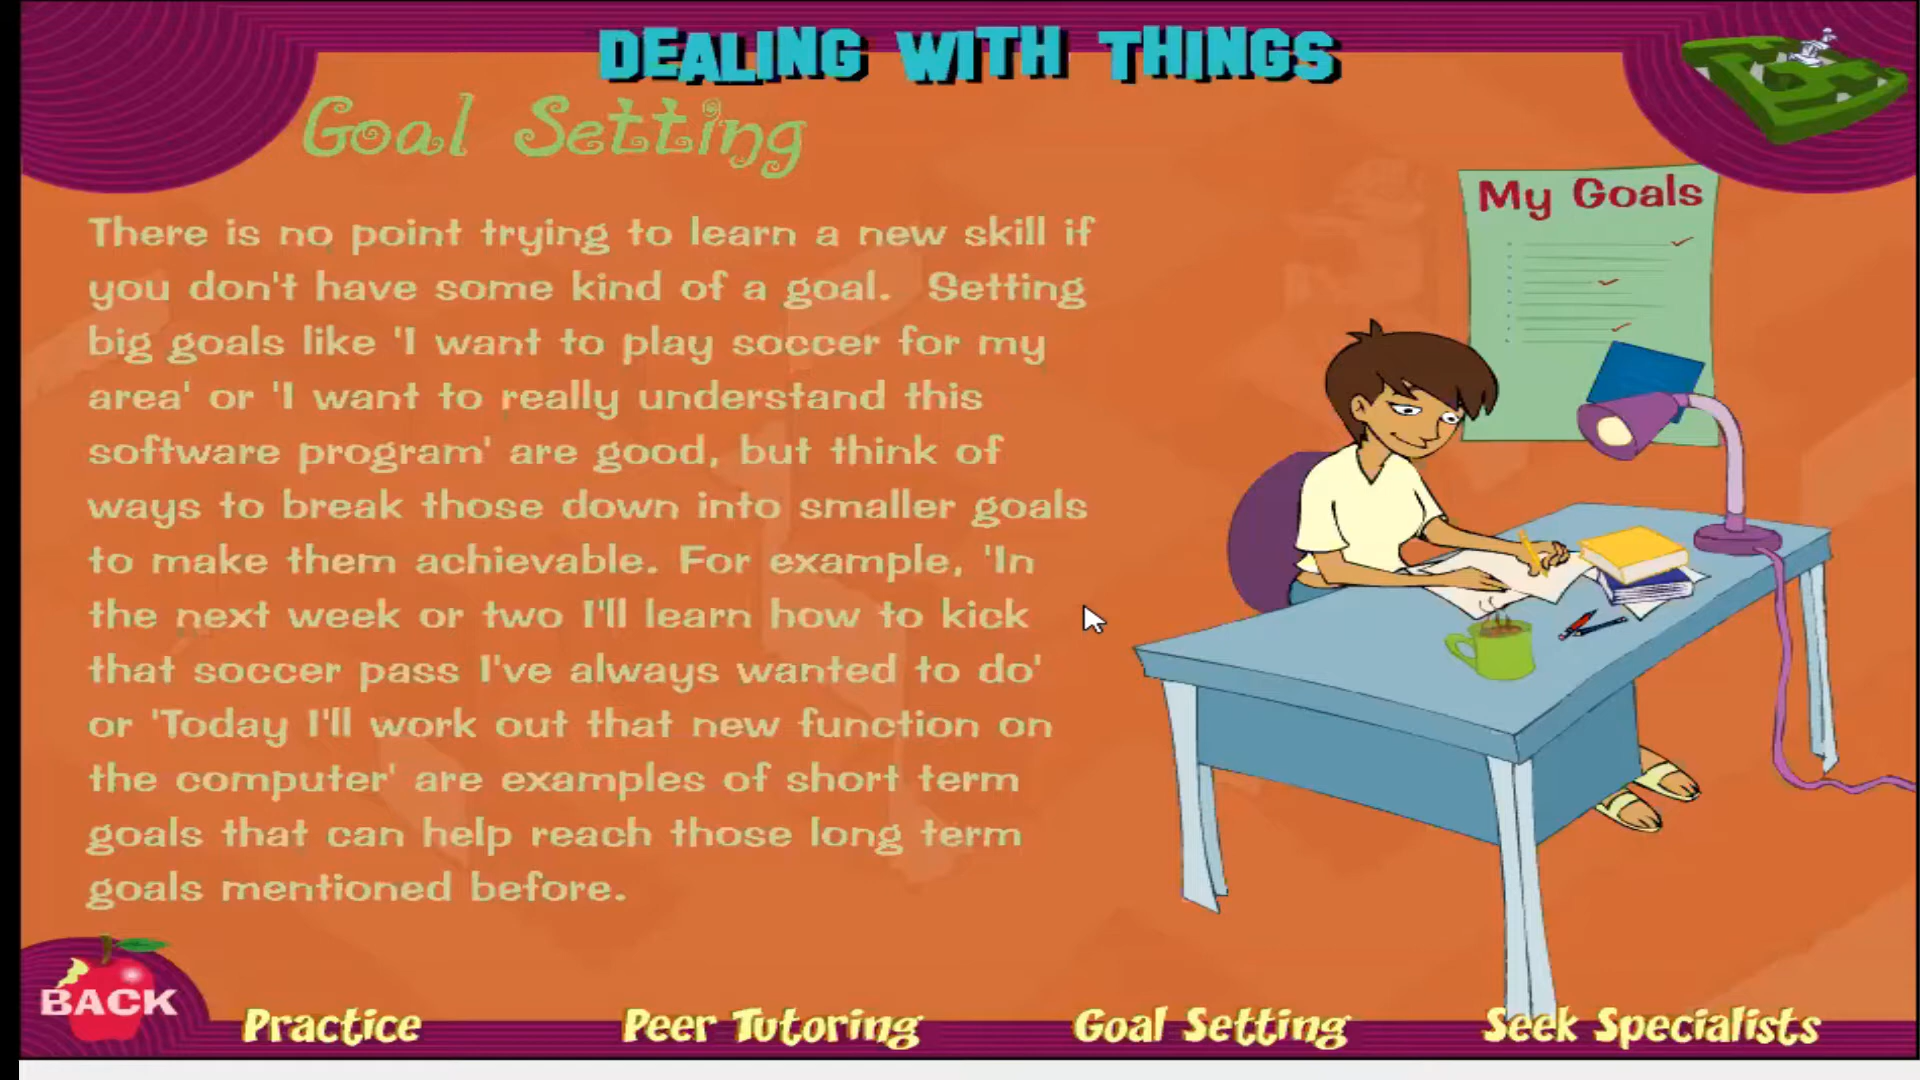 DEALING WITH THINGS
Goal Setting
There is no point trying to learn a new skill if
you don't have some kind of a goal. Setting
big goals like 'I want to play soccer for my
area' or 'I want to really understand this
software program' are good, but think of
ways to break those down into smaller goals
to make them achievable. For example, 'In
the next week or two I'll learn how to kick
that soccer pass I've always wanted to do'
or 'Today I'll work out that new function on
the computer' are examples of short term
goals that can help reach those long term
goals mentioned before.
My Goals
BACK
Practice
Peer Tutoring
Goal Setting
Seek Specialists